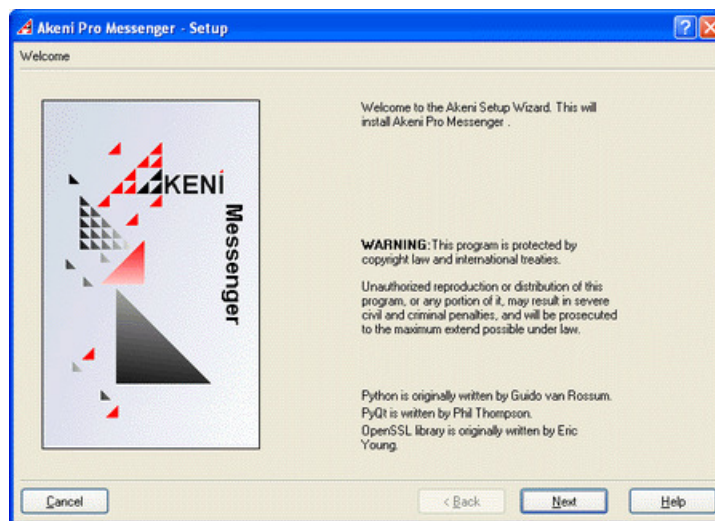 Akeni Pro Messenger - Setup
Welcome
Welcome to the Akeni Setup Wizard. This will
install Akeni Pro Messenger .
AKENI
Messenger
WARNING: This program is protected by
copyright law and international treaties.
Unauthorized reproduction or distribution of this
program, or any portion of it, may result in severe
civil and criminal penalties, and will be prosecuted
to the maximum extend possible under law.
Python is originally written by Guido van Rossum.
PyQt is written by Phil Thompson.
OpenSSL library is originally written by Eric
Young.
Cancel
< Back
Next
Help